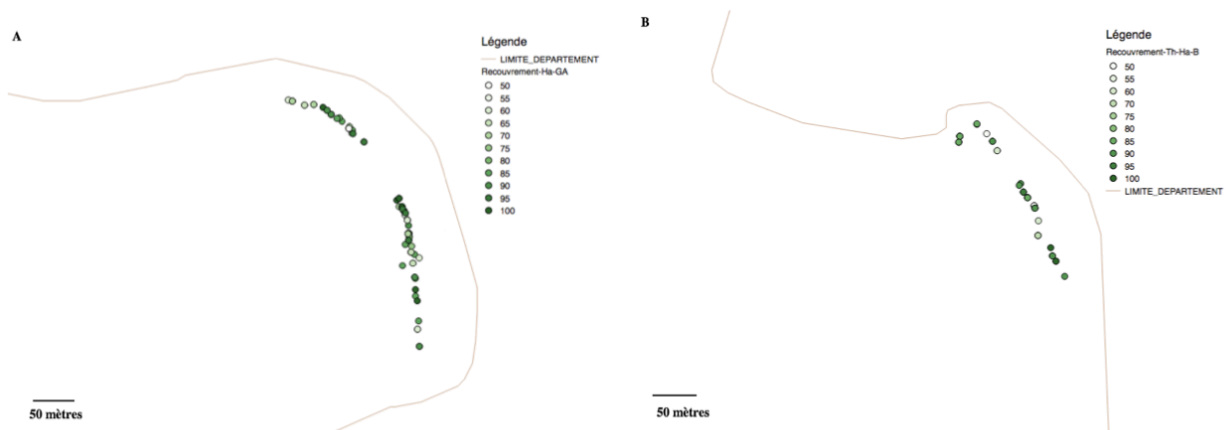 A
Légende
LIMITE_DEPARTEMENT
Recouvrement-Ha-GA
50
55
60
65
70
75
80
85
90
95
100
50 mètres
B
Légende
Recouvrement-Th-Ha-B
50
55
60
70
75
80
85
90
95
100
LIMITE_DEPARTEMENT
50 mètres